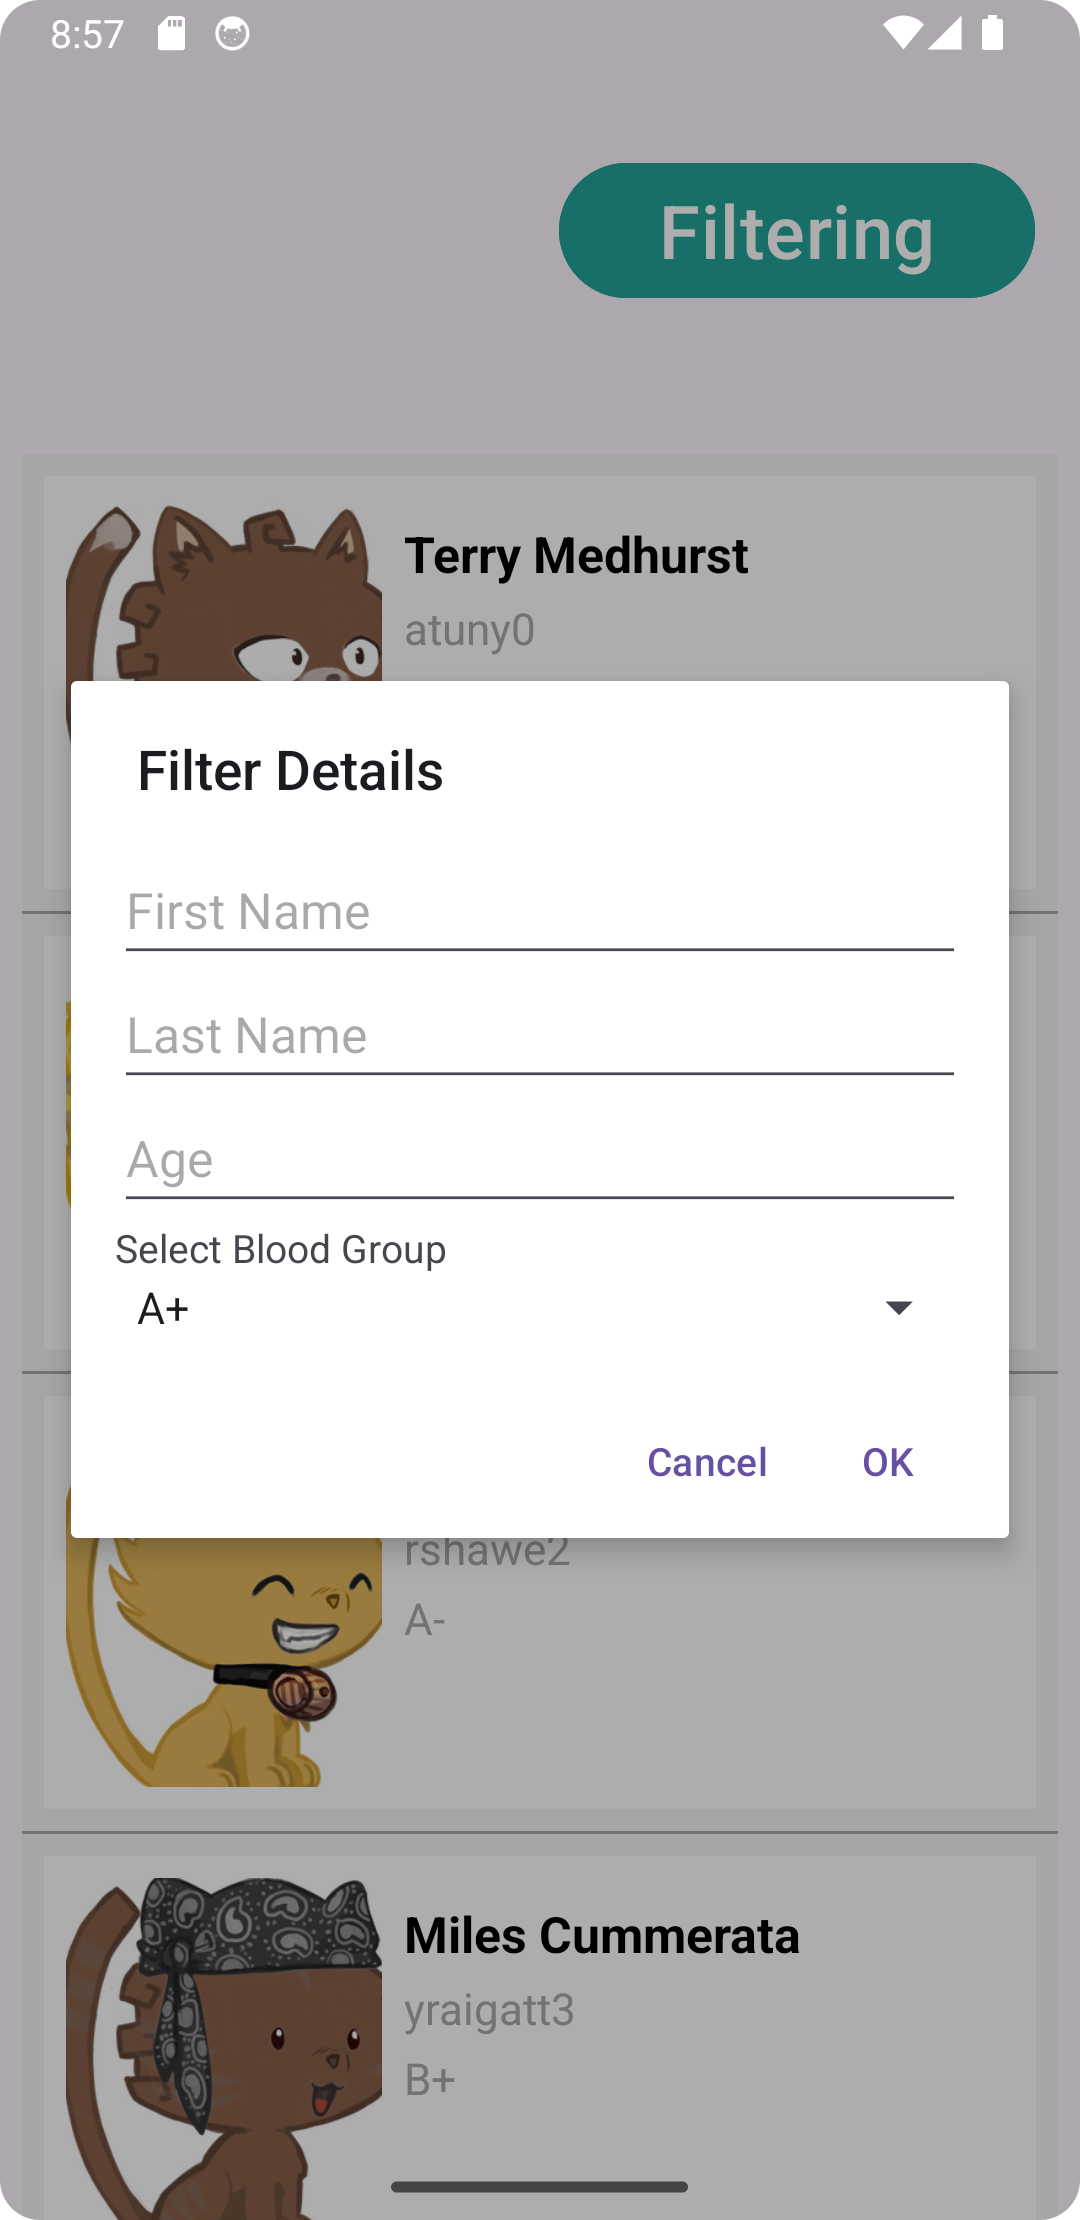 8:57
Filtering
Terry Medhurst
atuny0
Filter Details
First Name
Last Name
Age
Select Blood Group
A+
Cancel
OK
rshawe2
A-
Miles Cummerata
yraigatt3
B+